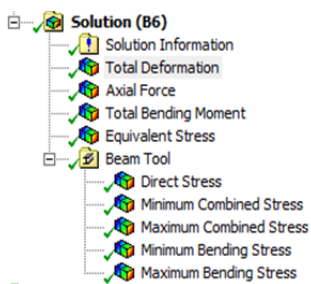 Solution (B6)
Solution Information
Total Deformation
Axial Force
Total Bending Moment
Equivalent Stress
Beam Tool
Direct Stress
Minimum Combined Stress
Maximum Combined Stress
Minimum Bending Stress
Maximum Bending Stress